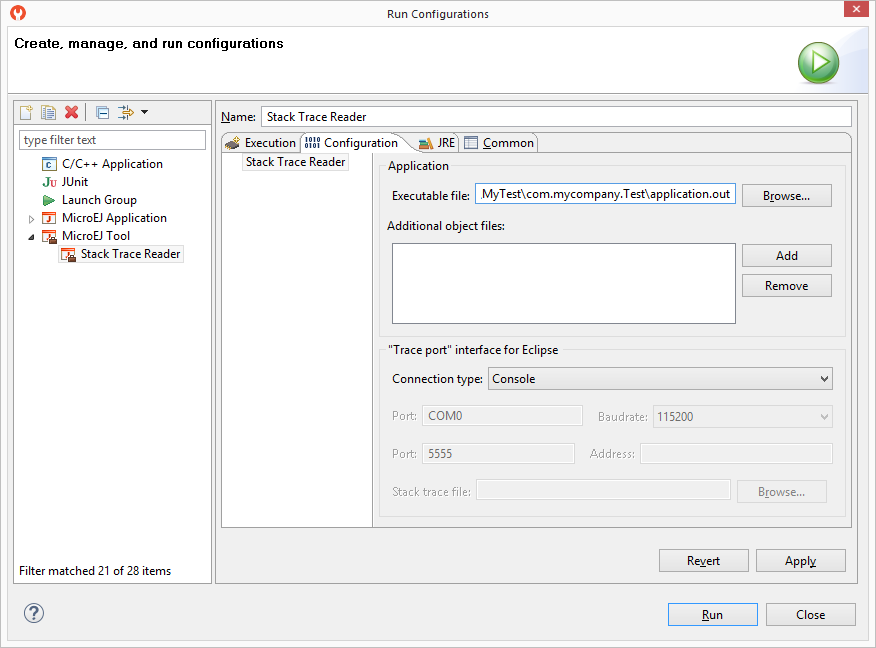 Run Configurations
Create, manage, and run configurations
type filter text
C/C++ Application
JUnit
Launch Group
MicroEJ Application
MicroEJ Tool
Stack Trace Reader
Filter matched 21 of 28 items
Name: Stack Trace Reader
Execution Configuration JRE Common
Stack Trace Reader
Application
Executable file: MyTest\com.mycompany.Test\application.out Browse...
Additional object files:
Add
Remove
"Trace port" interface for Eclipse
Connection type: Console
Port: COM0 Baudrate: 115200
Port: 5555 Address:
Stack trace file: Browse...
Revert Apply
? Run Close